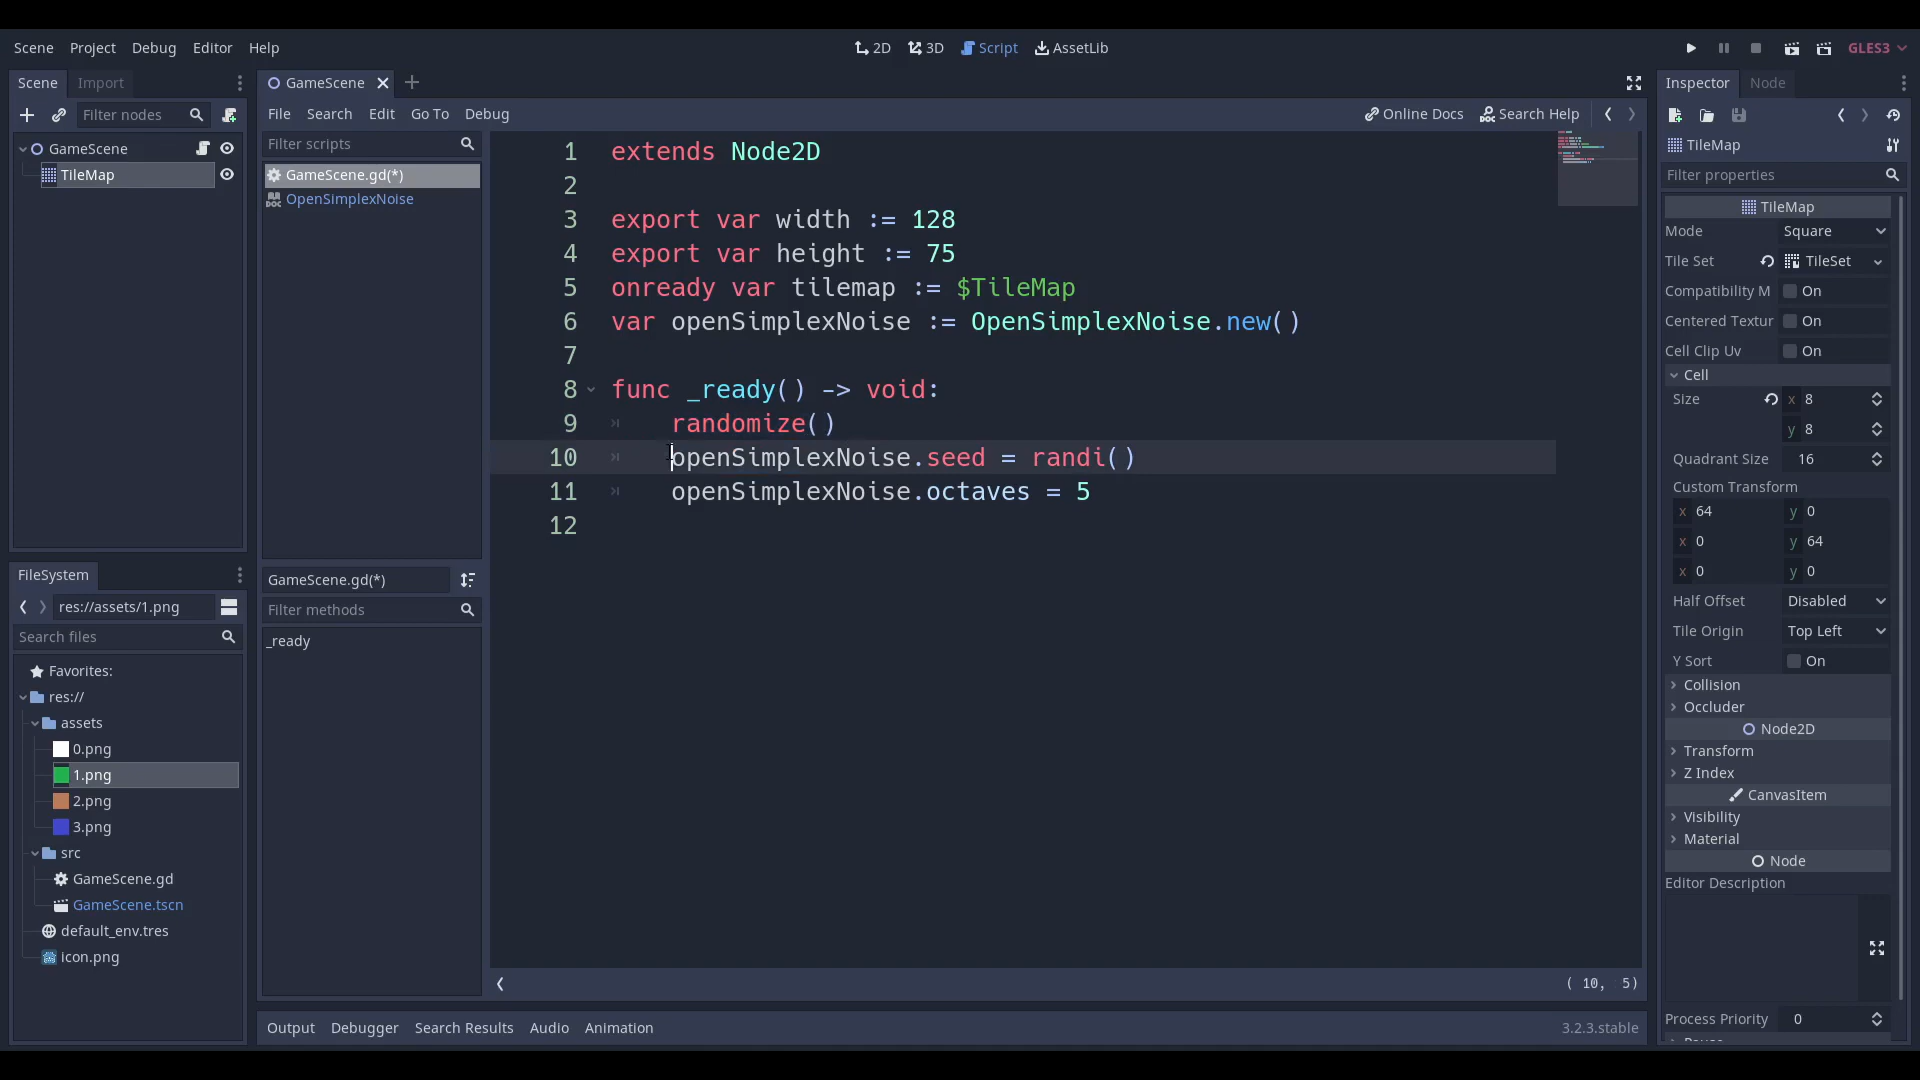 Scene Project Debug Editor Help
2D 3D Script AssetLib
GLES3
Scene Import
Filter nodes
GameScene
TileMap
FileSystem
res://assets/1.png
Search files
Favorites:
res://
assets
0.png
1.png
2.png
3.png
src
GameScene.gd
GameScene.tscn
default_env.tres
icon.png
GameScene
File Search Edit Go To Debug
Online Docs Search Help
Filter scripts
GameScene.gd(*)
OpenSimplexNoise
GameScene.gd(*)
Filter methods
_ready
1 extends Node2D
2
3 export var width := 128
4 export var height := 75
5 onready var tilemap := $TileMap
6 var openSimplexNoise := OpenSimplexNoise.new()
7
8 func _ready() -> void:
9 randomize()
10 openSimplexNoise.seed = randi()
11 openSimplexNoise.octaves = 5
12
( 10, 5)
Output Debugger Search Results Audio Animation
3.2.3.stable
Inspector Node
TileMap
Filter properties
TileMap
Mode Square
Tile Set TileSet
Compatibility M On
Centered Textur On
Cell Clip Uv On
Cell
Size x 8
y 8
Quadrant Size 16
Custom Transform
x 64 y 0
x 0 y 64
x 0 y 0
Half Offset Disabled
Tile Origin Top Left
Y Sort On
Collision
Occluder
Node2D
Transform
Z Index
CanvasItem
Visibility
Material
Node
Editor Description
Process Priority 0